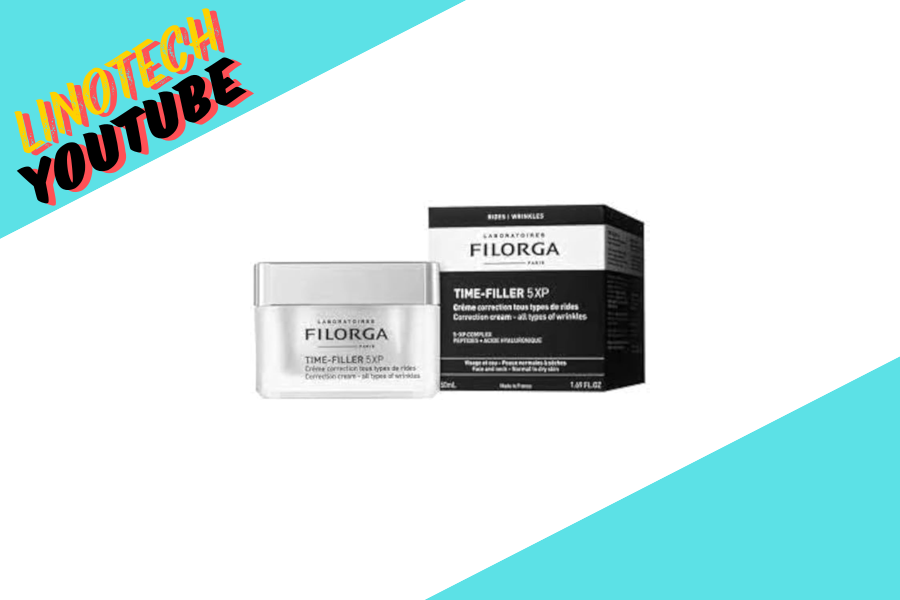 LINOTECH
YOUTUBE
RIDES | WRINKLES
LABORATOIRES
FILORGA
PARIS
TIME-FILLER 5XP
Crème correction tous types de rides
Correction cream - all types of wrinkles
5-XP COMPLEX
PEPTIDES + ACIDE HYALURONIQUE
Visage et cou - Peaux normales à sèches
Face and neck - Normal to dry skin
50mL Made in France 1.69 FL.OZ
LABORATOIRES
FILORGA
PARIS
TIME-FILLER 5XP
Crème correction tous types de rides
Correction cream - all types of wrinkles